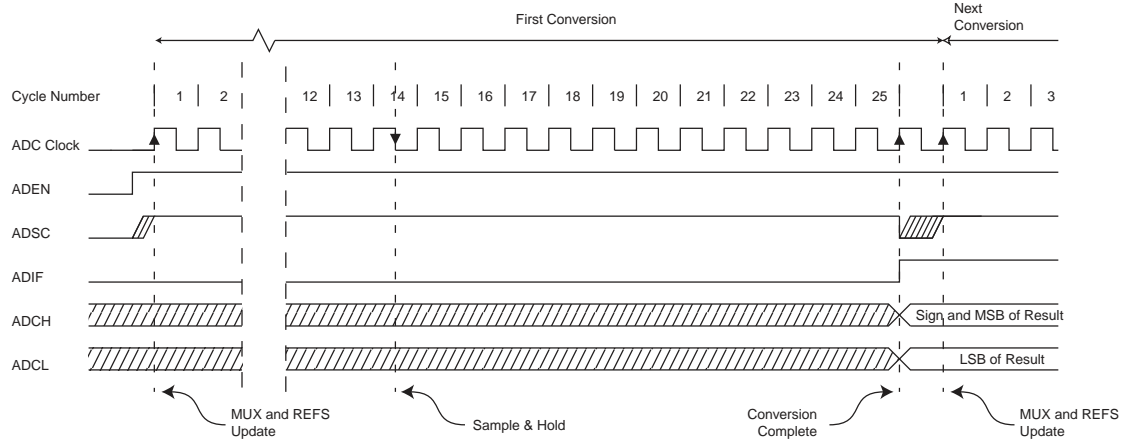 First Conversion
Next
Conversion
Cycle Number 1 2 12 13 14 15 16 17 18 19 20 21 22 23 24 25 1 2 3
ADC Clock
ADEN
ADSC
ADIF
ADCH Sign and MSB of Result
ADCL LSB of Result
MUX and REFS
Update
Sample & Hold
Conversion
Complete
MUX and REFS
Update